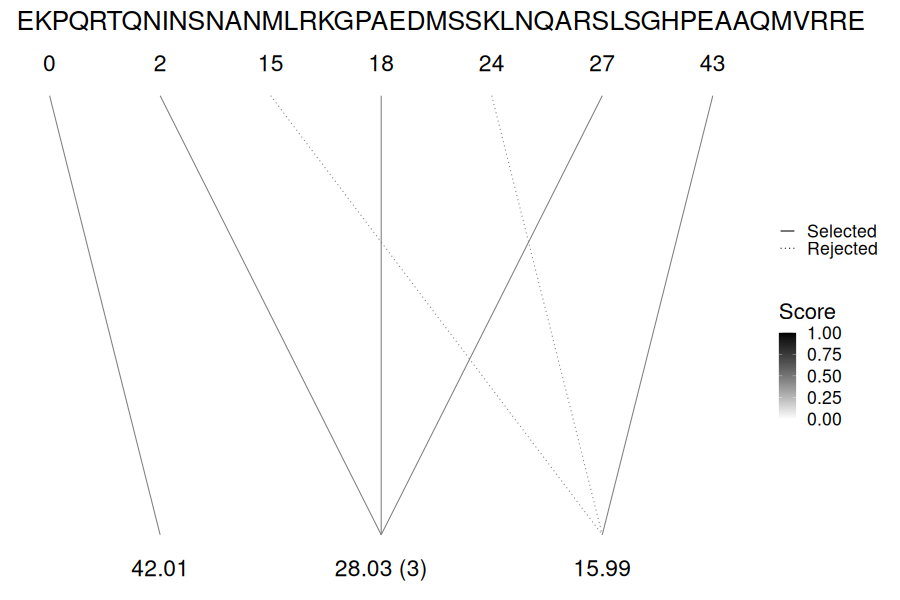 EKPQRTQNINSNANMLRKGPAEDMSSKLNQARSLSGHPEAAQMVRRE
0 2 15 18 24 27 43
Selected
Rejected
Score
1.00
0.75
0.50
0.25
0.00
42.01 28.03 (3) 15.99